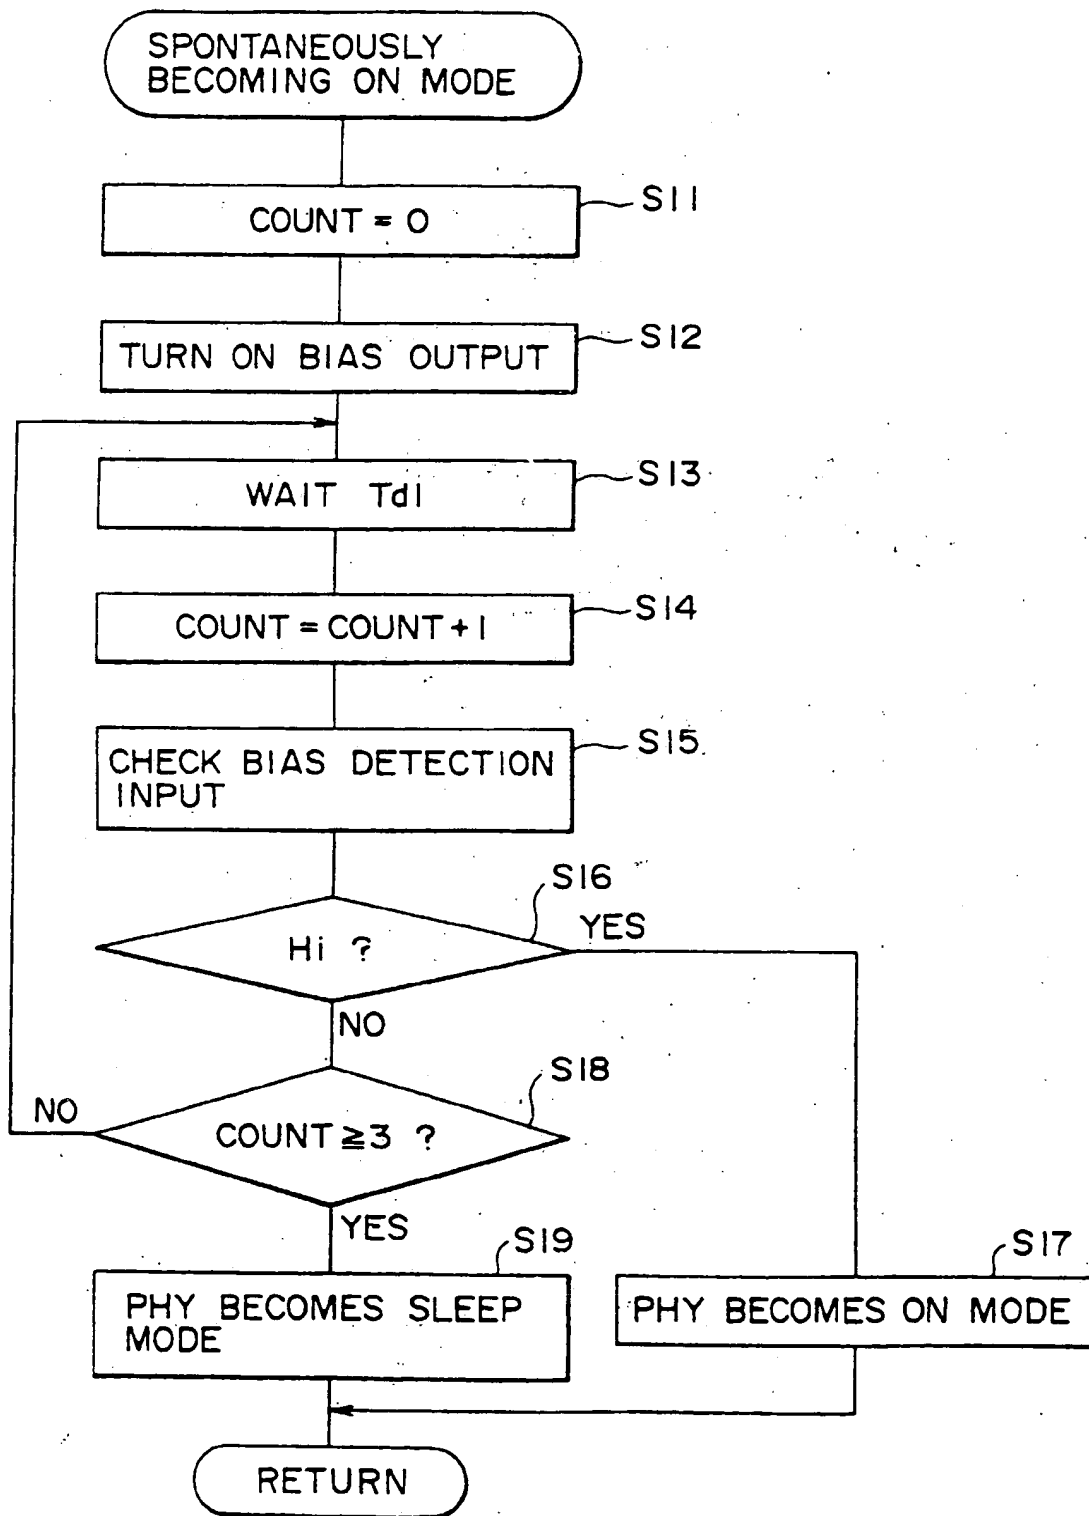 SPONTANEOUSLY
BECOMING ON MODE
COUNT = 0
S11
TURN ON BIAS OUTPUT
S12
WAIT Td1
S13
COUNT = COUNT + 1
S14
CHECK BIAS DETECTION
INPUT
S15
Hi ?
S16
YES
NO
COUNT ≧ 3 ?
S18
NO
YES
PHY BECOMES SLEEP
MODE
S19
PHY BECOMES ON MODE
S17
RETURN